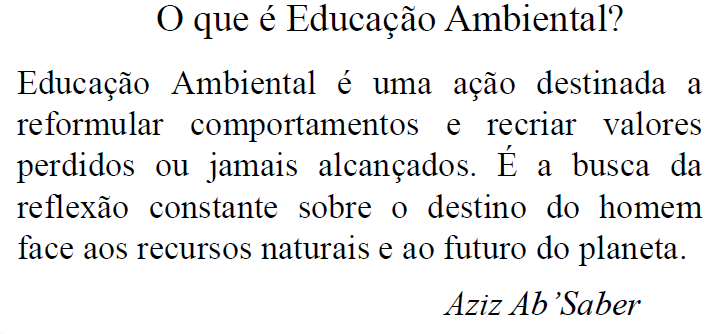 O que é Educação Ambiental?
Educação Ambiental é uma ação destinada a
reformular comportamentos e recriar valores
perdidos ou jamais alcançados. É a busca da
reflexão constante sobre o destino do homem
face aos recursos naturais e ao futuro do planeta.
Aziz Ab’Saber